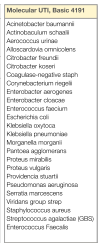 Molecular UTI, Basic 4191
Acinetobacter baumannii
Actinobaculum schaalii
Aerococcus urinae
Alloscardovia omnicolens
Citrobacter freundii
Citrobacter koseri
Coagulase-negative staph
Corynebacterium riegelii
Enterobacter aerogenes
Enterobacter cloacae
Enterococcus faecium
Escherichia coli
Klebsiella oxytoca
Klebsiella pneumoniae
Morganella morganii
Pantoea agglomerans
Proteus mirabilis
Proteus vulgaris
Providencia stuartii
Pseudomonas aeruginosa
Serratia marcescens
Viridans group strep
Staphylococcus aureus
Streptococcus agalactiae (GBS)
Enterococcus Faecalis